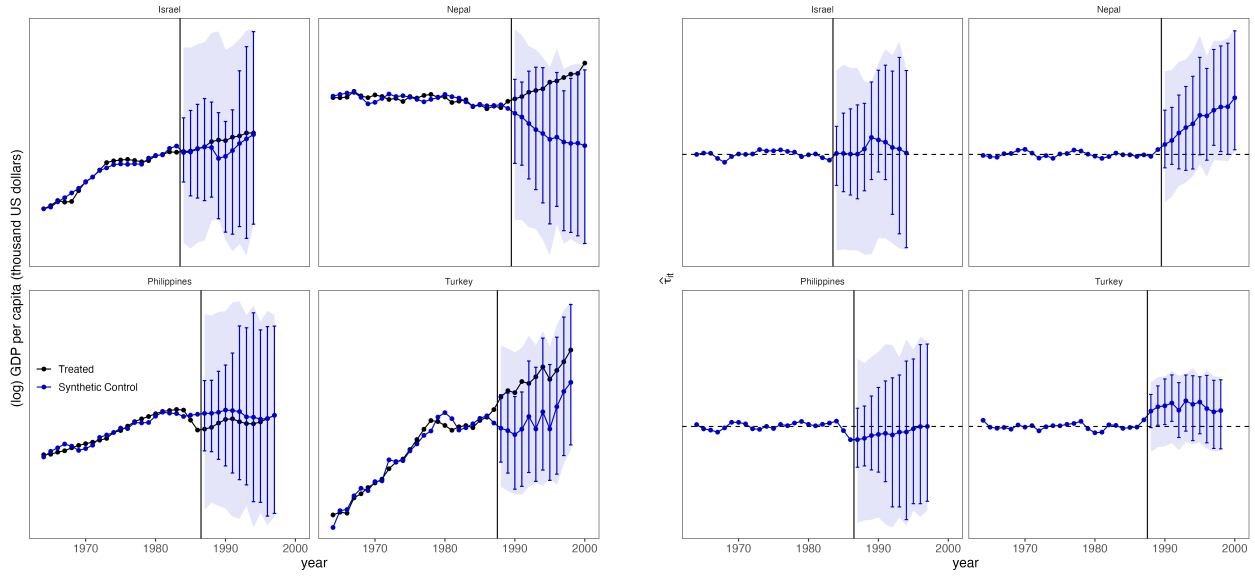 Israel
Nepal
Philippines
Turkey
Treated
Synthetic Control
(log) GDP per capita (thousand US dollars)
1970 1980 1990 2000
1970 1980 1990 2000
year
Israel
Nepal
Philippines
Turkey
τ̂it
1970 1980 1990 2000
1970 1980 1990 2000
year